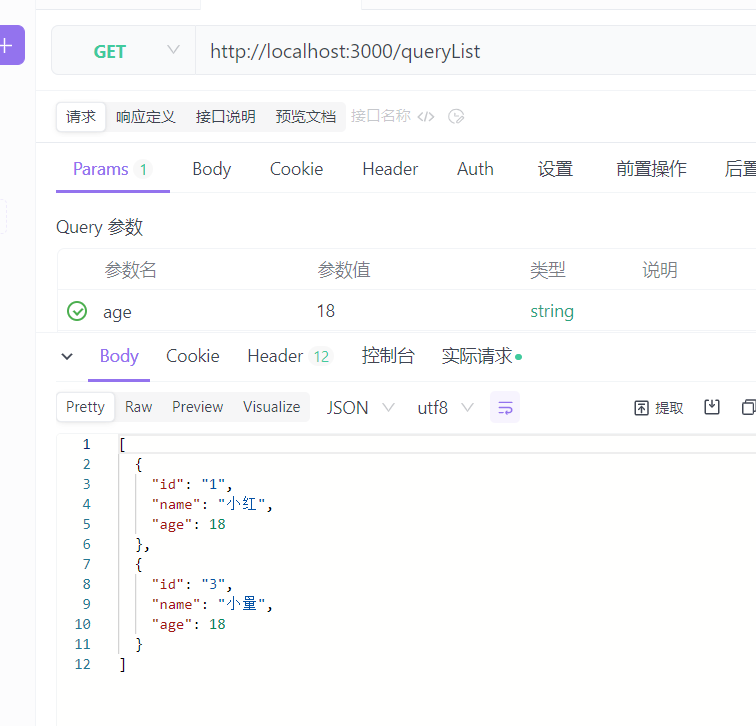 GET http://localhost:3000/queryList
请求 响应定义 接口说明 预览文档 接口名称 </>
Params 1 Body Cookie Header Auth 设置 前置操作 后置
Query 参数
参数名 参数值 类型 说明
age 18 string
Body Cookie Header 12 控制台 实际请求
Pretty Raw Preview Visualize JSON utf8 提取
1 [
2 {
3 "id": "1",
4 "name": "小红",
5 "age": 18
6 },
7 {
8 "id": "3",
9 "name": "小量",
10 "age": 18
11 }
12 ]